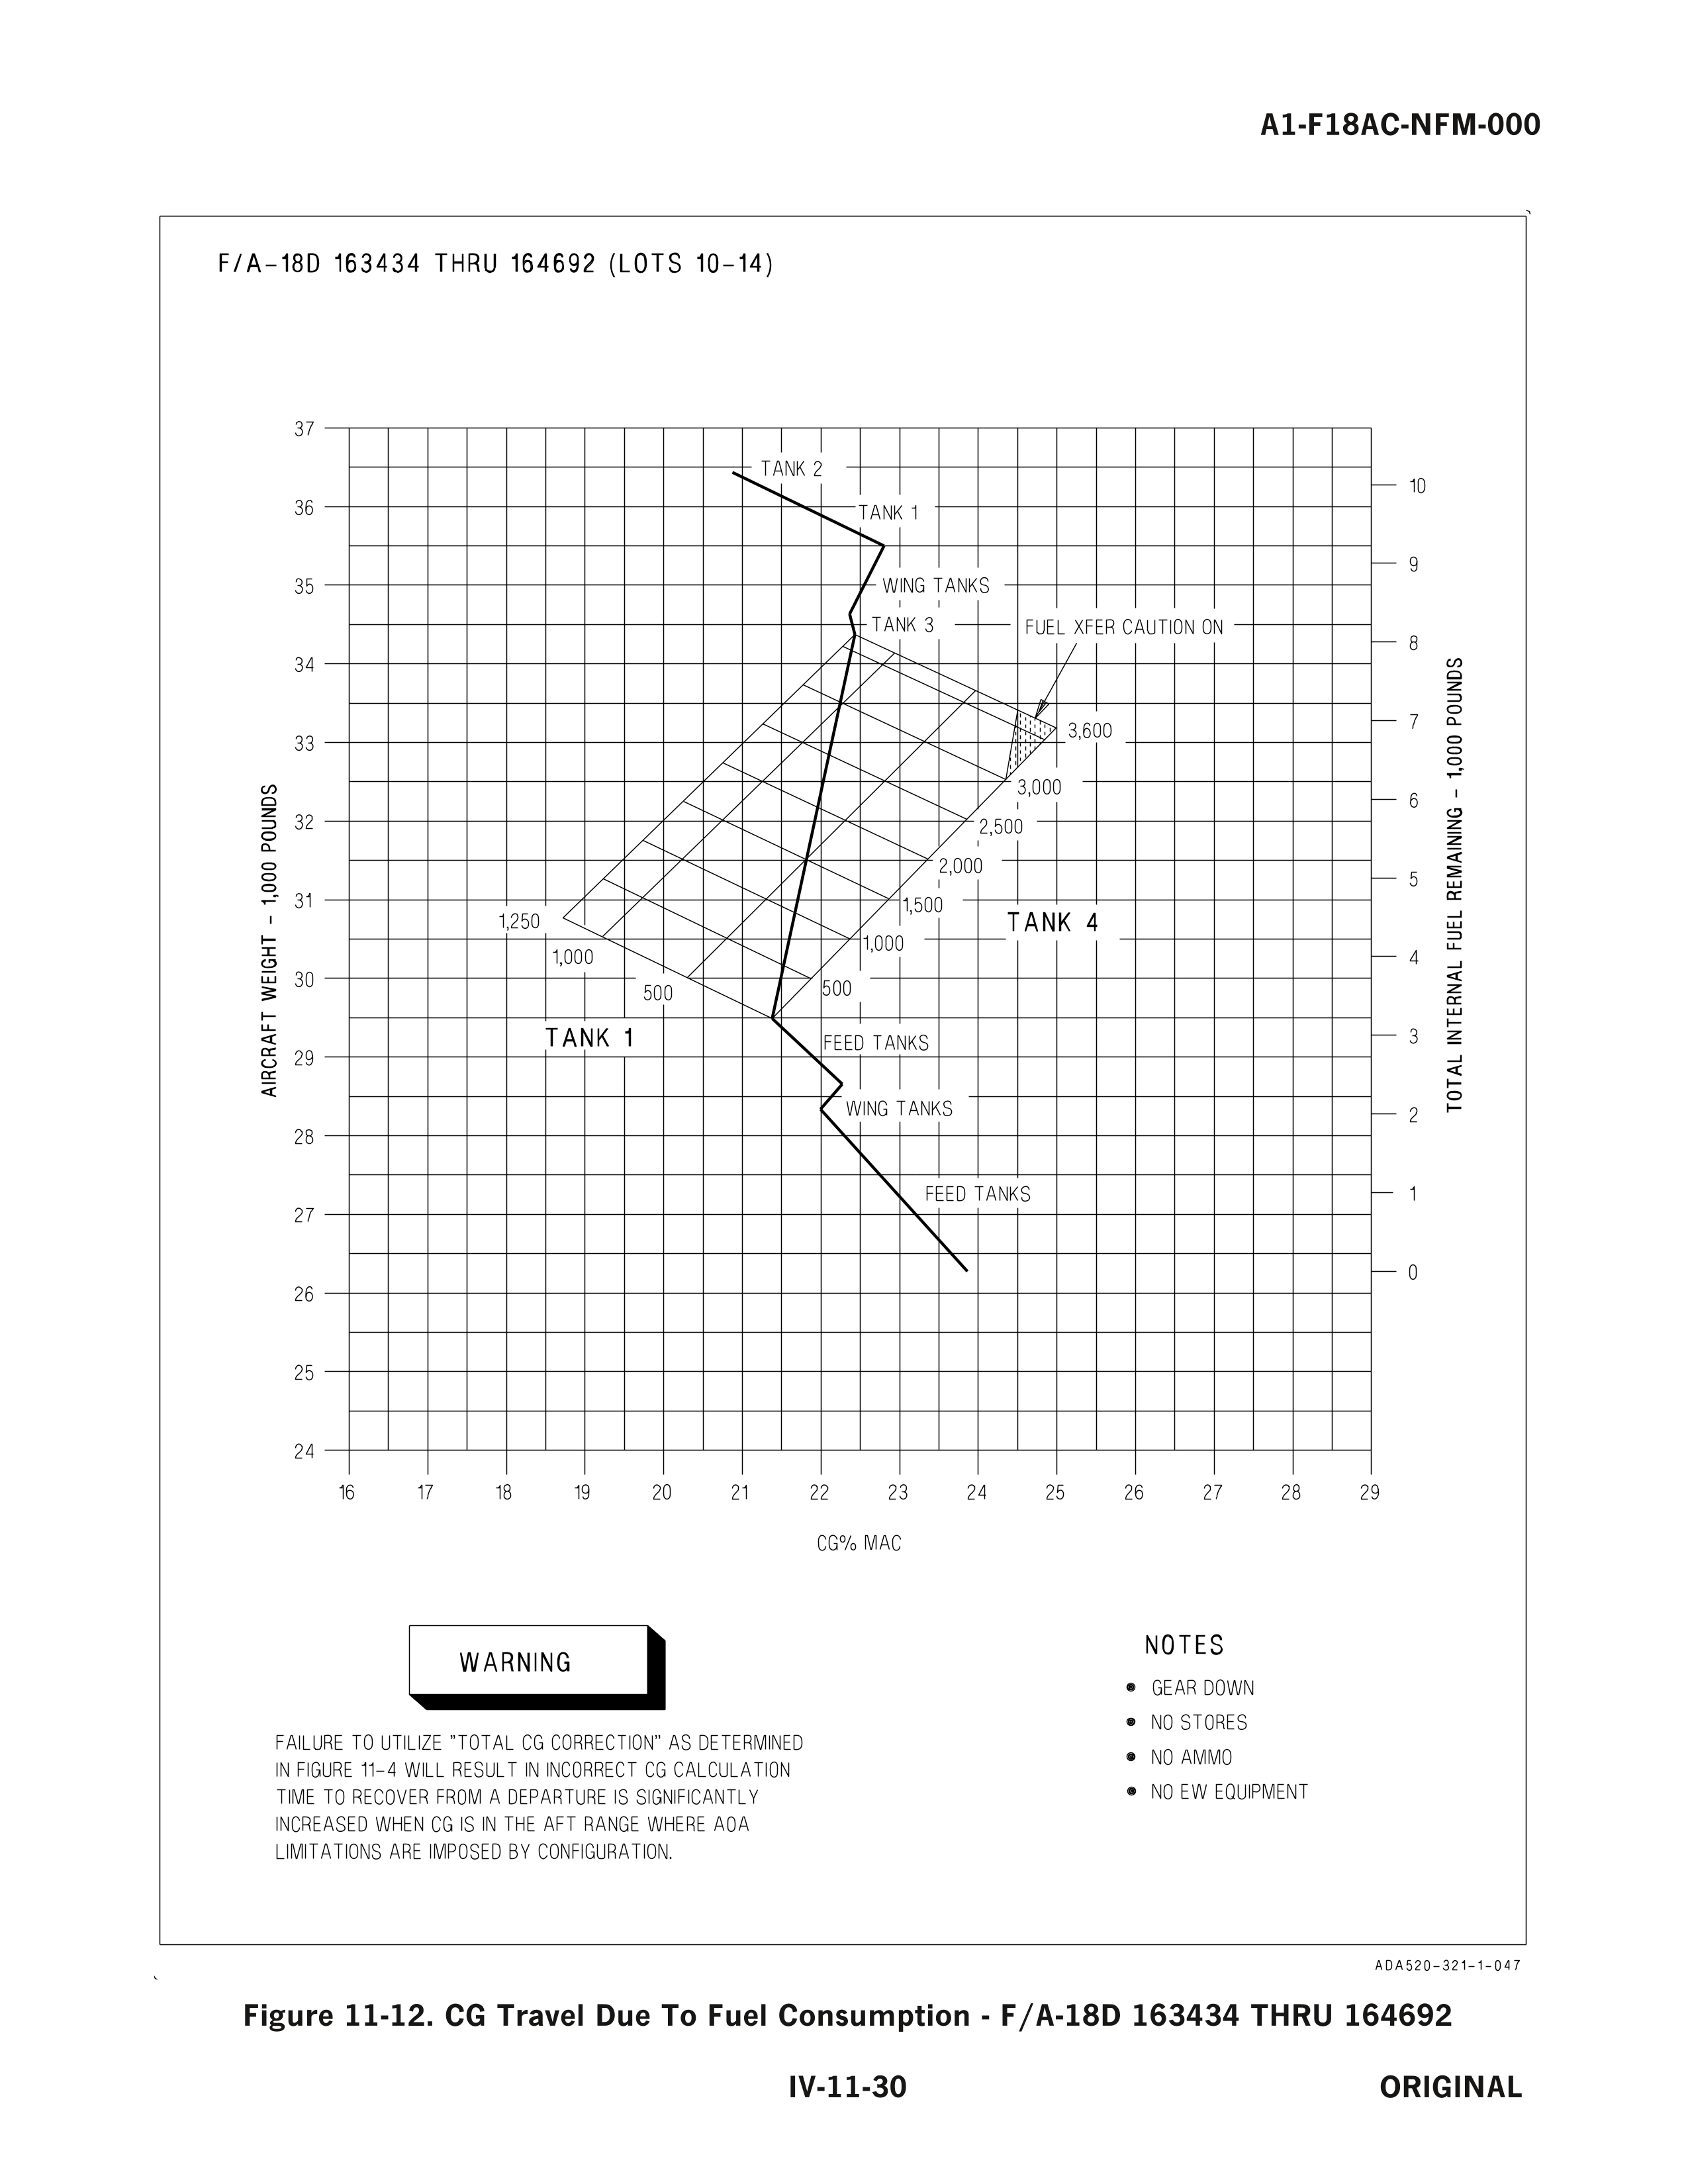 A1-F18AC-NFM-000
F/A-18D 163434 THRU 164692 (LOTS 10-14)
37
36
35
34
33
32
31
30
29
28
27
26
25
24
AIRCRAFT WEIGHT - 1,000 POUNDS
TANK 2
TANK 1
WING TANKS
TANK 3
FUEL XFER CAUTION ON
3,600
3,000
2,500
2,000
1,500
1,000
500
TANK 4
1,250
1,000
500
TANK 1
FEED TANKS
WING TANKS
FEED TANKS
10
9
8
7
6
5
4
3
2
1
0
TOTAL INTERNAL FUEL REMAINING - 1,000 POUNDS
16 17 18 19 20 21 22 23 24 25 26 27 28 29
CG% MAC
WARNING
FAILURE TO UTILIZE "TOTAL CG CORRECTION" AS DETERMINED
IN FIGURE 11-4 WILL RESULT IN INCORRECT CG CALCULATION
TIME TO RECOVER FROM A DEPARTURE IS SIGNIFICANTLY
INCREASED WHEN CG IS IN THE AFT RANGE WHERE AOA
LIMITATIONS ARE IMPOSED BY CONFIGURATION.
NOTES
• GEAR DOWN
• NO STORES
• NO AMMO
• NO EW EQUIPMENT
ADA520-321-1-047
Figure 11-12. CG Travel Due To Fuel Consumption - F/A-18D 163434 THRU 164692
IV-11-30
ORIGINAL